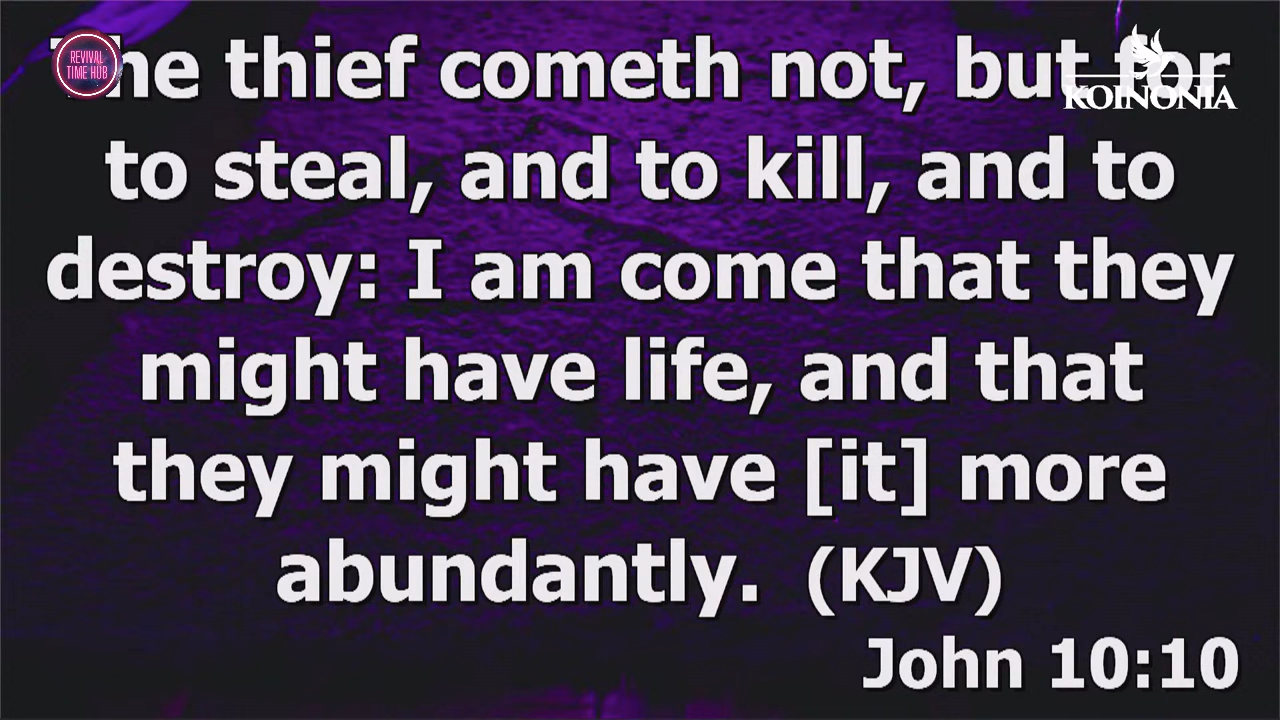 The thief cometh not, but for
to steal, and to kill, and to
destroy: I am come that they
might have life, and that
they might have [it] more
abundantly. (KJV)
John 10:10
REVIVAL
TIME HUB
KOINONIA